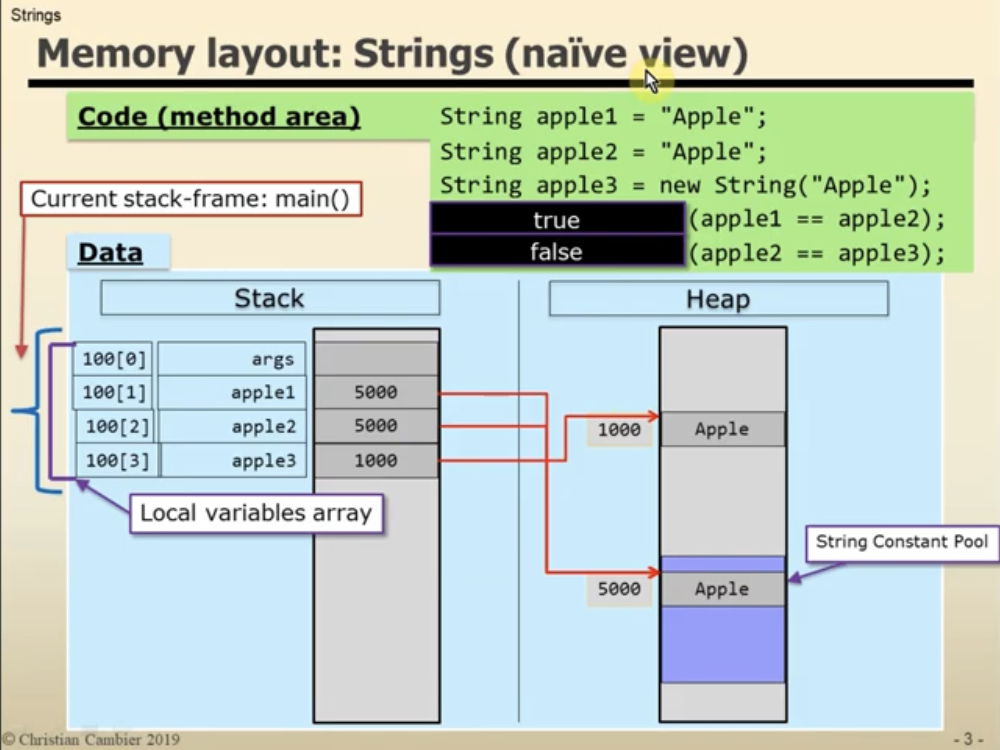 Strings
Memory layout: Strings (naïve view)
Code (method area)
String apple1 = "Apple";
String apple2 = "Apple";
String apple3 = new String("Apple");
true (apple1 == apple2);
false (apple2 == apple3);
Current stack-frame: main()
Data
Stack
Heap
100[0] args
100[1] apple1 5000
100[2] apple2 5000
100[3] apple3 1000
1000 Apple
Local variables array
String Constant Pool
5000 Apple
© Christian Cambier 2019
- 3 -